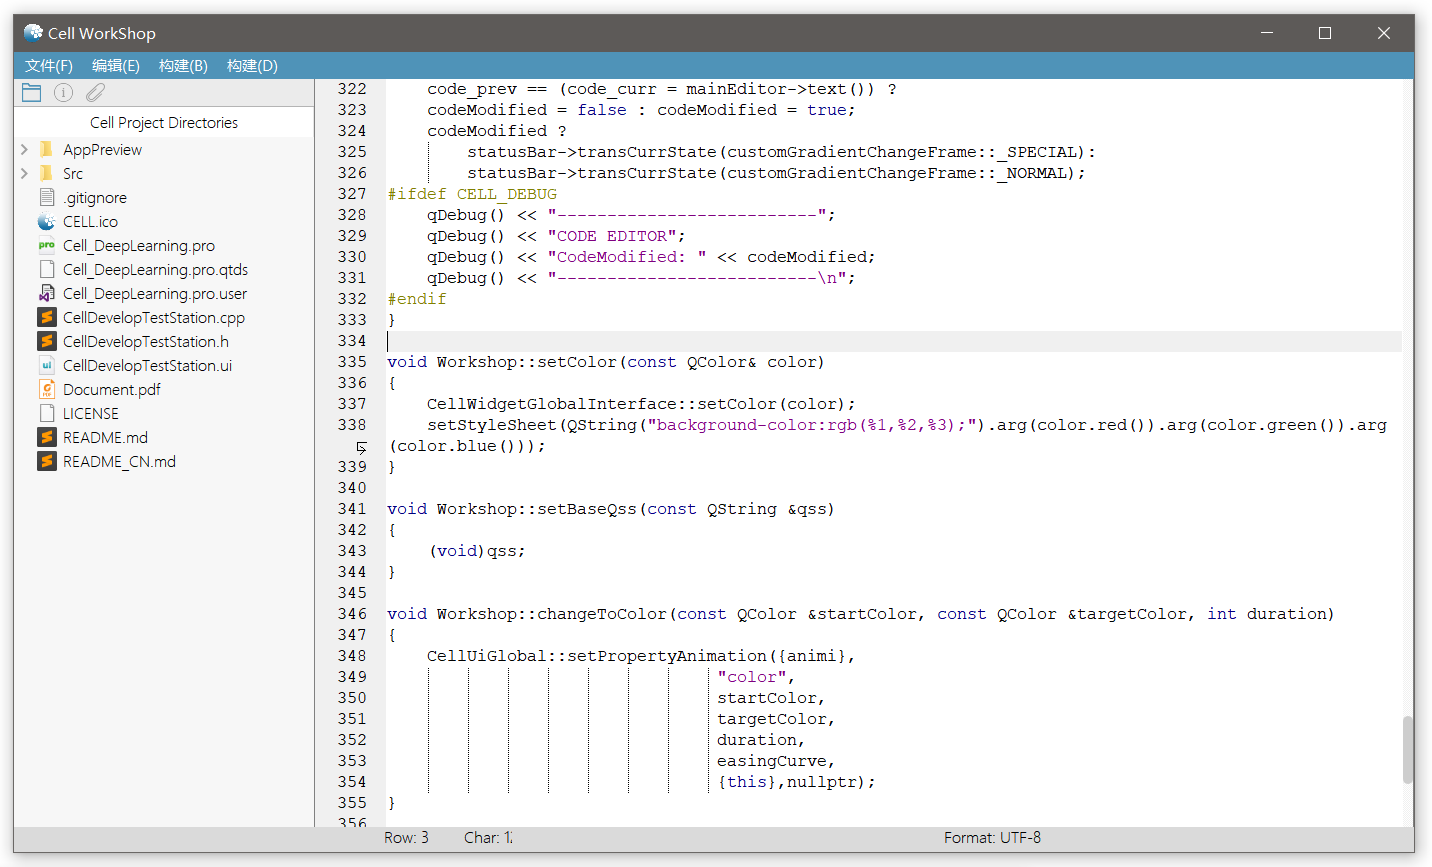 Cell WorkShop
文件(F) 编辑(E) 构建(B) 构建(D)
Cell Project Directories
AppPreview
Src
.gitignore
CELL.ico
Cell_DeepLearning.pro
Cell_DeepLearning.pro.qtds
Cell_DeepLearning.pro.user
CellDevelopTestStation.cpp
CellDevelopTestStation.h
CellDevelopTestStation.ui
Document.pdf
LICENSE
README.md
README_CN.md
322 code_prev == (code_curr = mainEditor->text()) ?
323 codeModified = false : codeModified = true;
324 codeModified ?
325 statusBar->transCurrState(customGradientChangeFrame::_SPECIAL):
326 statusBar->transCurrState(customGradientChangeFrame::_NORMAL);
327 #ifdef CELL_DEBUG
328 qDebug() << "--------------------------";
329 qDebug() << "CODE EDITOR";
330 qDebug() << "CodeModified: " << codeModified;
331 qDebug() << "--------------------------\n";
332 #endif
333 }
334
335 void Workshop::setColor(const QColor& color)
336 {
337 CellWidgetGlobalInterface::setColor(color);
338 setStyleSheet(QString("background-color:rgb(%1,%2,%3);").arg(color.red()).arg(color.green()).arg
(color.blue()));
339 }
340
341 void Workshop::setBaseQss(const QString &qss)
342 {
343 (void)qss;
344 }
345
346 void Workshop::changeToColor(const QColor &startColor, const QColor &targetColor, int duration)
347 {
348 CellUiGlobal::setPropertyAnimation({animi},
349 "color",
350 startColor,
351 targetColor,
352 duration,
353 easingCurve,
354 {this},nullptr);
355 }
356
Row: 3 Char: 1 Format: UTF-8